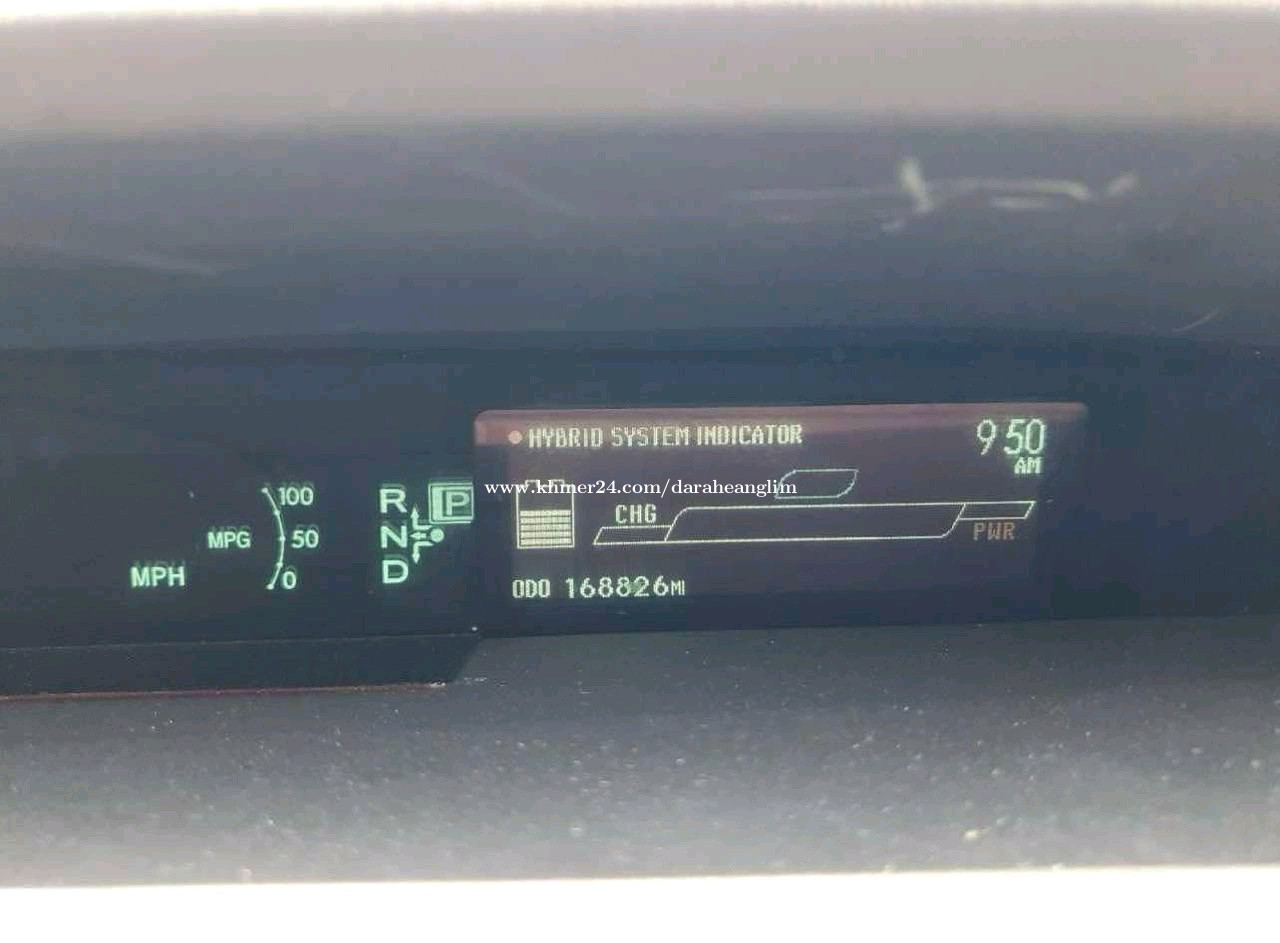 HYBRID SYSTEM INDICATOR
9 50
AM
www.khmer24.com/daraheanglim
100
R
P
CHG
MPG
50
N
PWR
MPH
0
D
ODO 168826MI